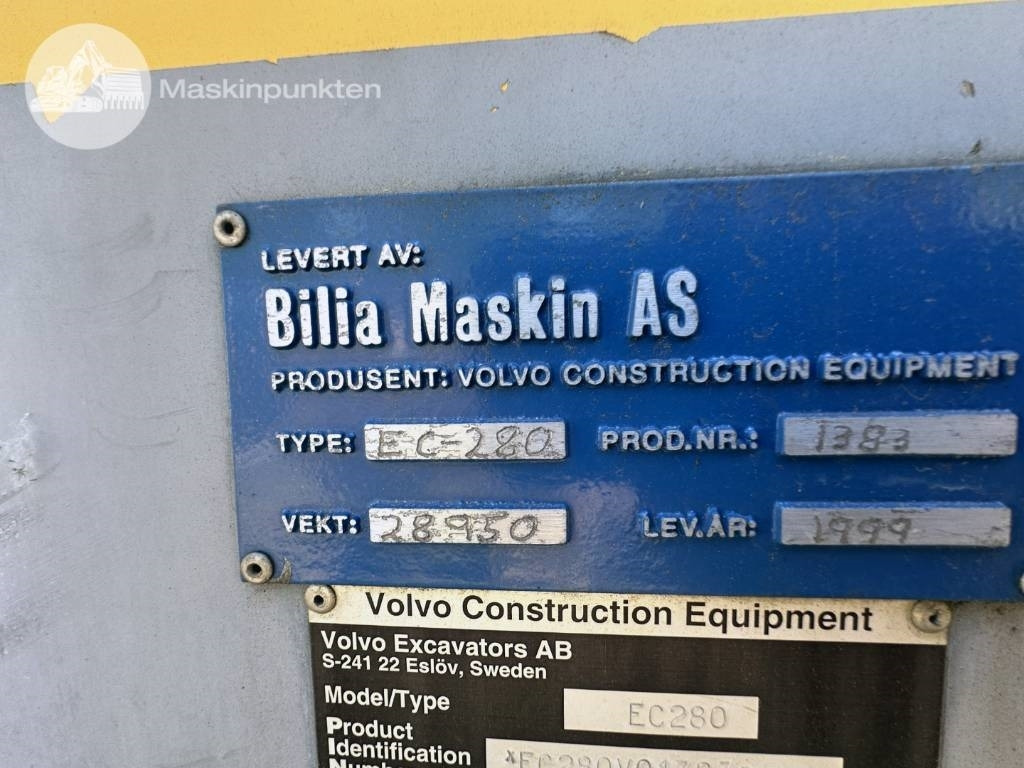 Maskinpunkten
LEVERT AV:
Bilia Maskin AS
PRODUSENT: VOLVO CONSTRUCTION EQUIPMENT
TYPE: EC-280 PROD.NR.: 1383
VEKT: 28950 LEV.ÅR: 1999
Volvo Construction Equipment
Volvo Excavators AB
S-241 22 Eslöv, Sweden
Model/Type EC280
Product
Identification